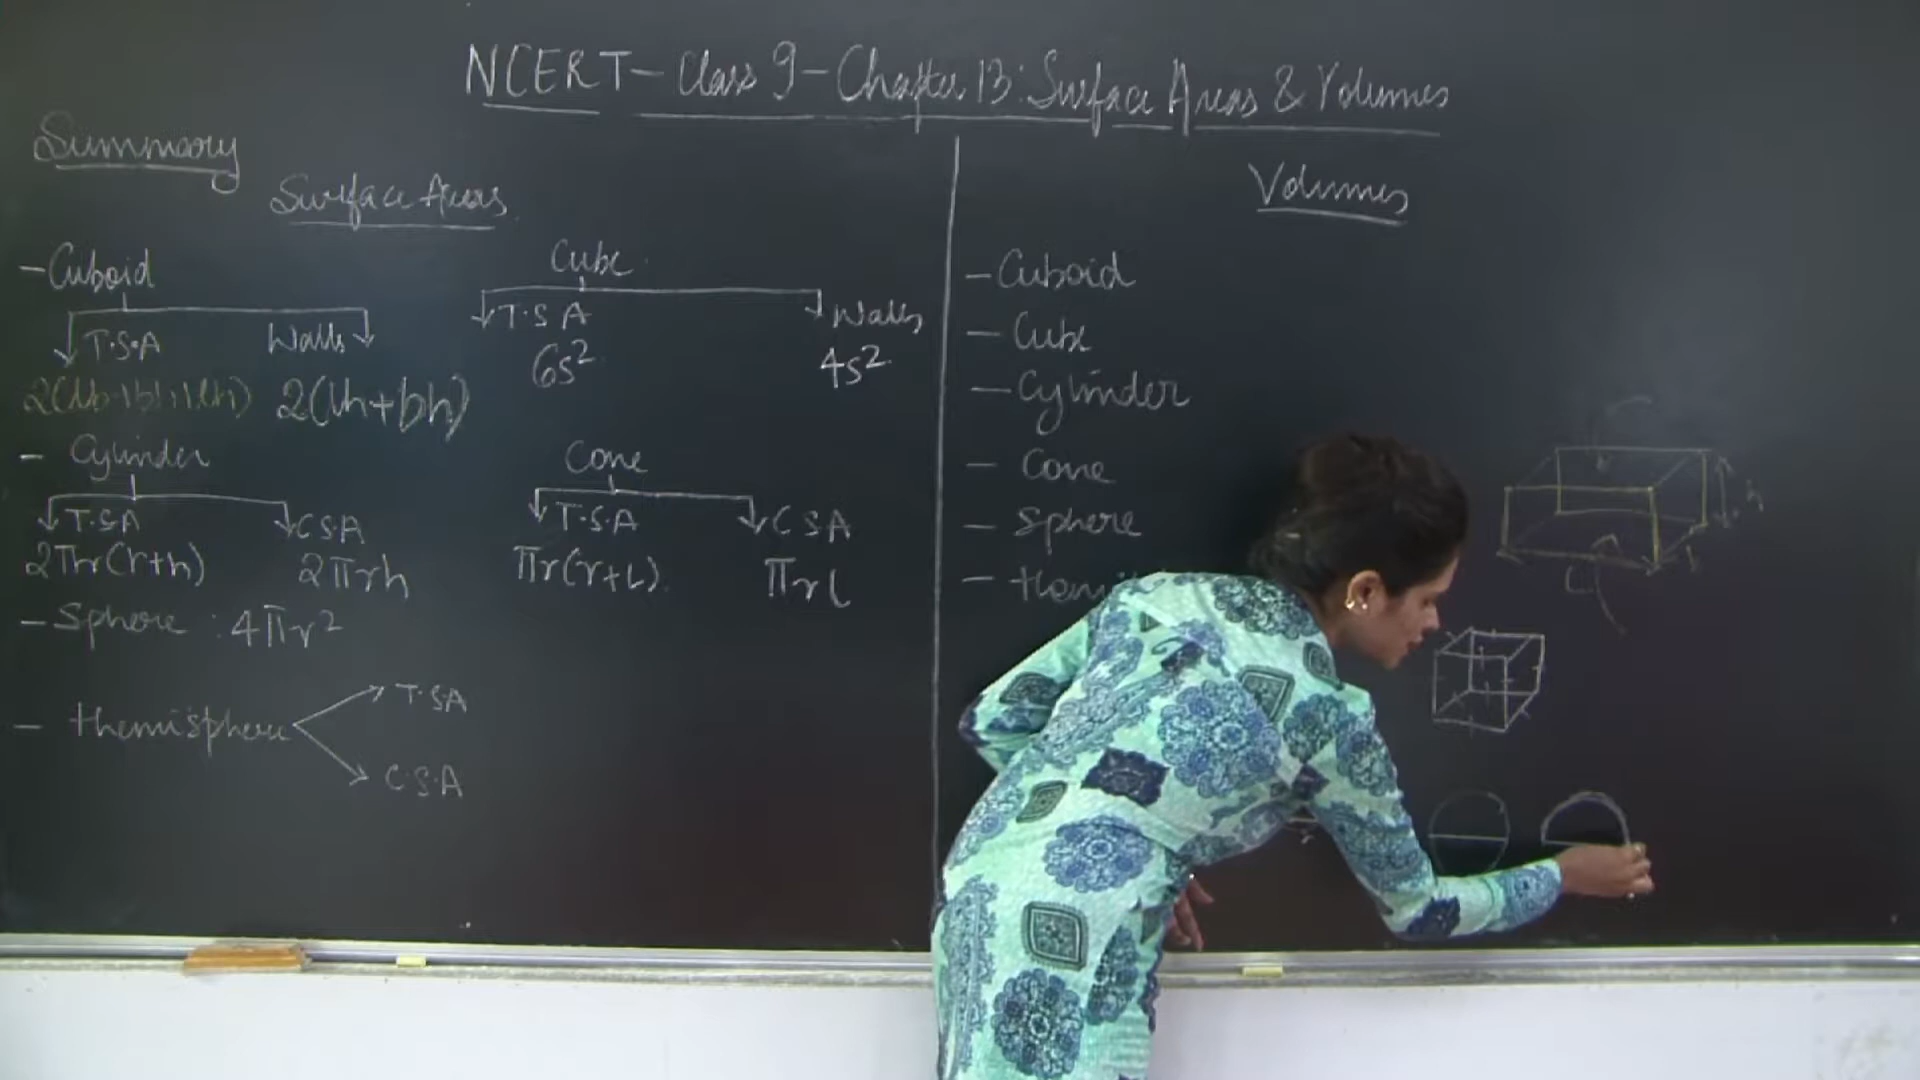 NCERT - Class 9 - Chapter 13: Surface Areas & Volumes
Summary
Surface Areas
- Cuboid
T.S.A
Walls
2(lb+bh+lh)
2(lh+bh)
Cube
T.S.A
Walls
6s²
4s²
- Cylinder
T.S.A
C.S.A
2πr(r+h)
2πrh
Cone
T.S.A
C.S.A
πr(r+l)
πrl
- Sphere : 4πr²
- Hemisphere
T.S.A
C.S.A
Volumes
- Cuboid
- Cube
- Cylinder
- Cone
- Sphere
- Hemi
h